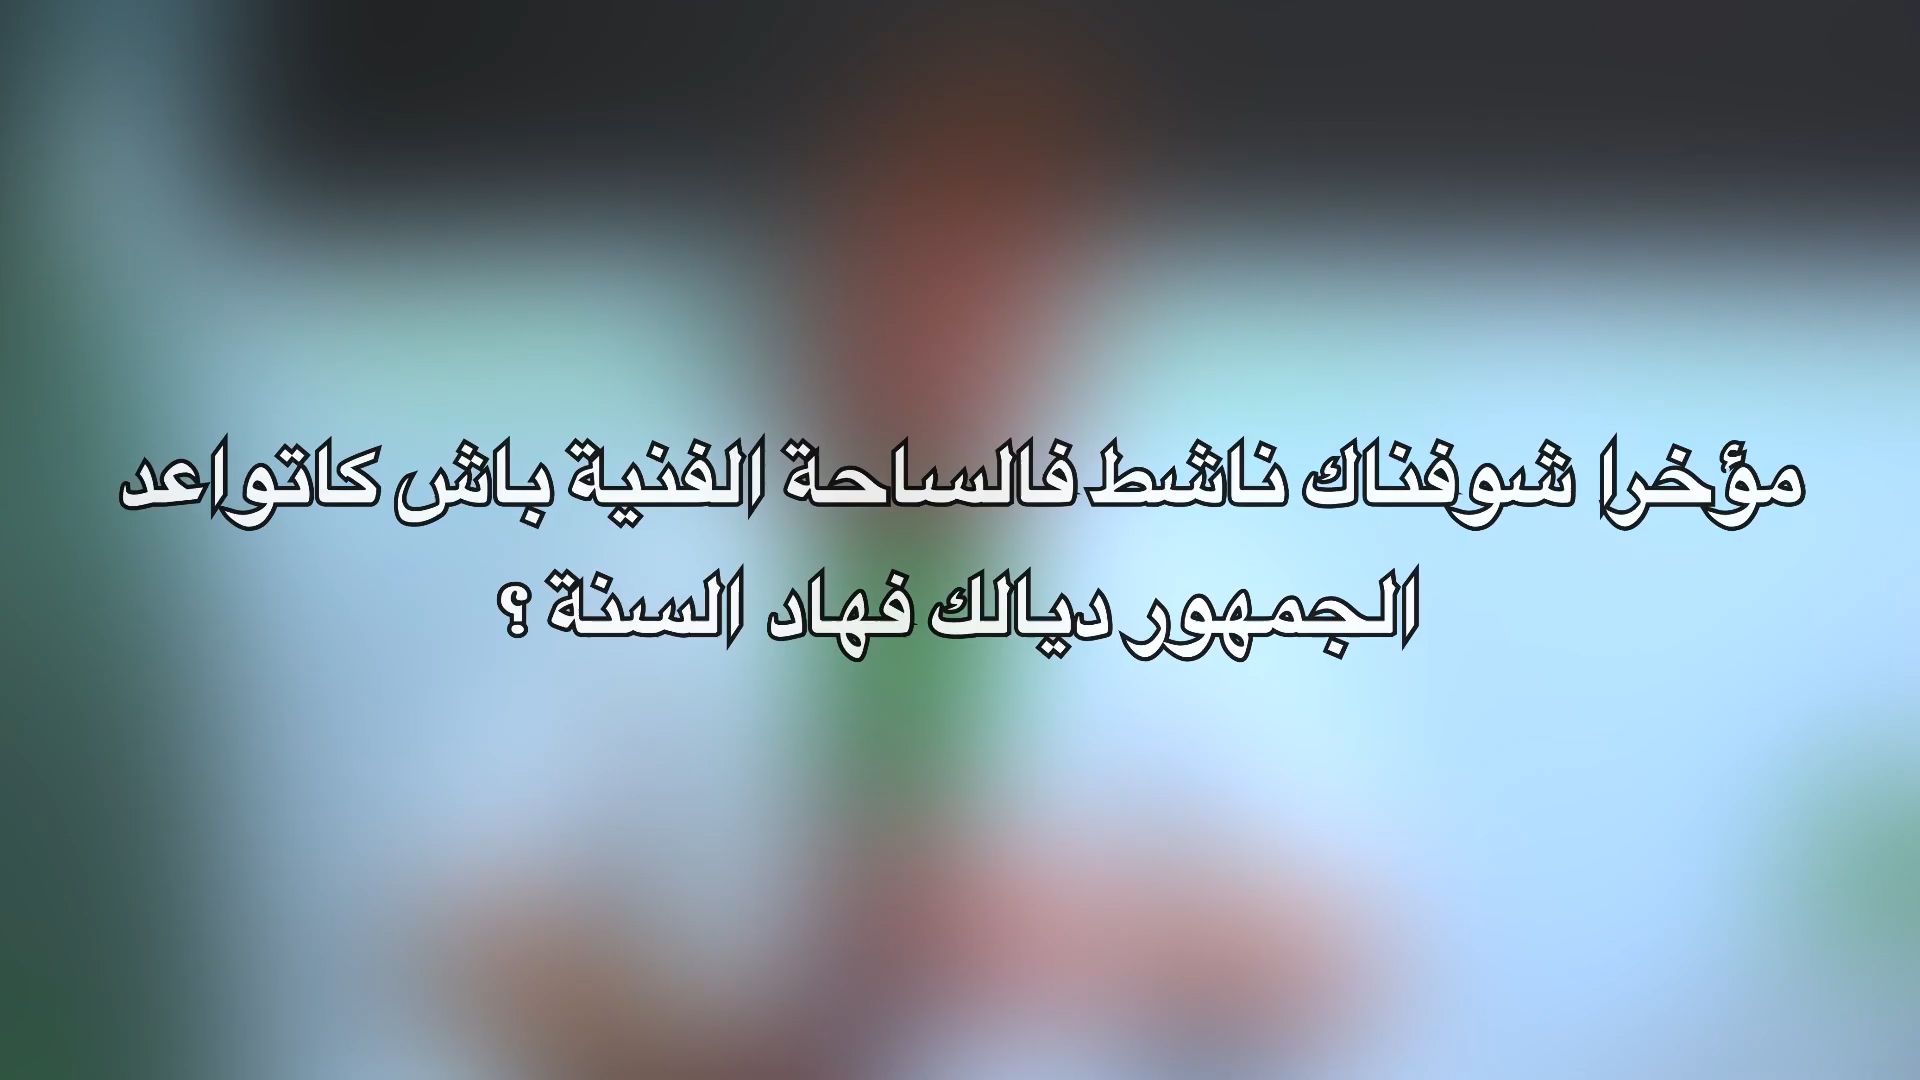 مؤخرا شوفناك ناشط فالساحة الفنية باش كاتواعد
الجمهور ديالك فهاد السنة ؟